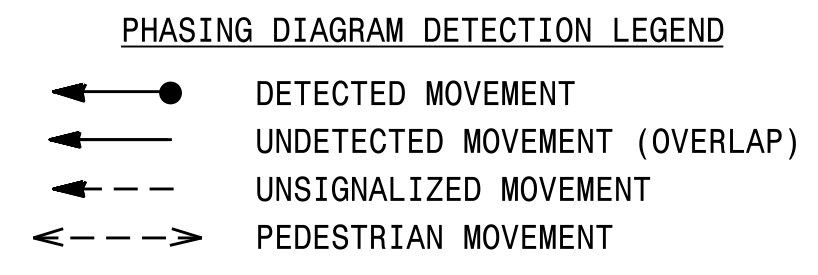 PHASING DIAGRAM DETECTION LEGEND
DETECTED MOVEMENT
UNDETECTED MOVEMENT (OVERLAP)
UNSIGNALIZED MOVEMENT
PEDESTRIAN MOVEMENT